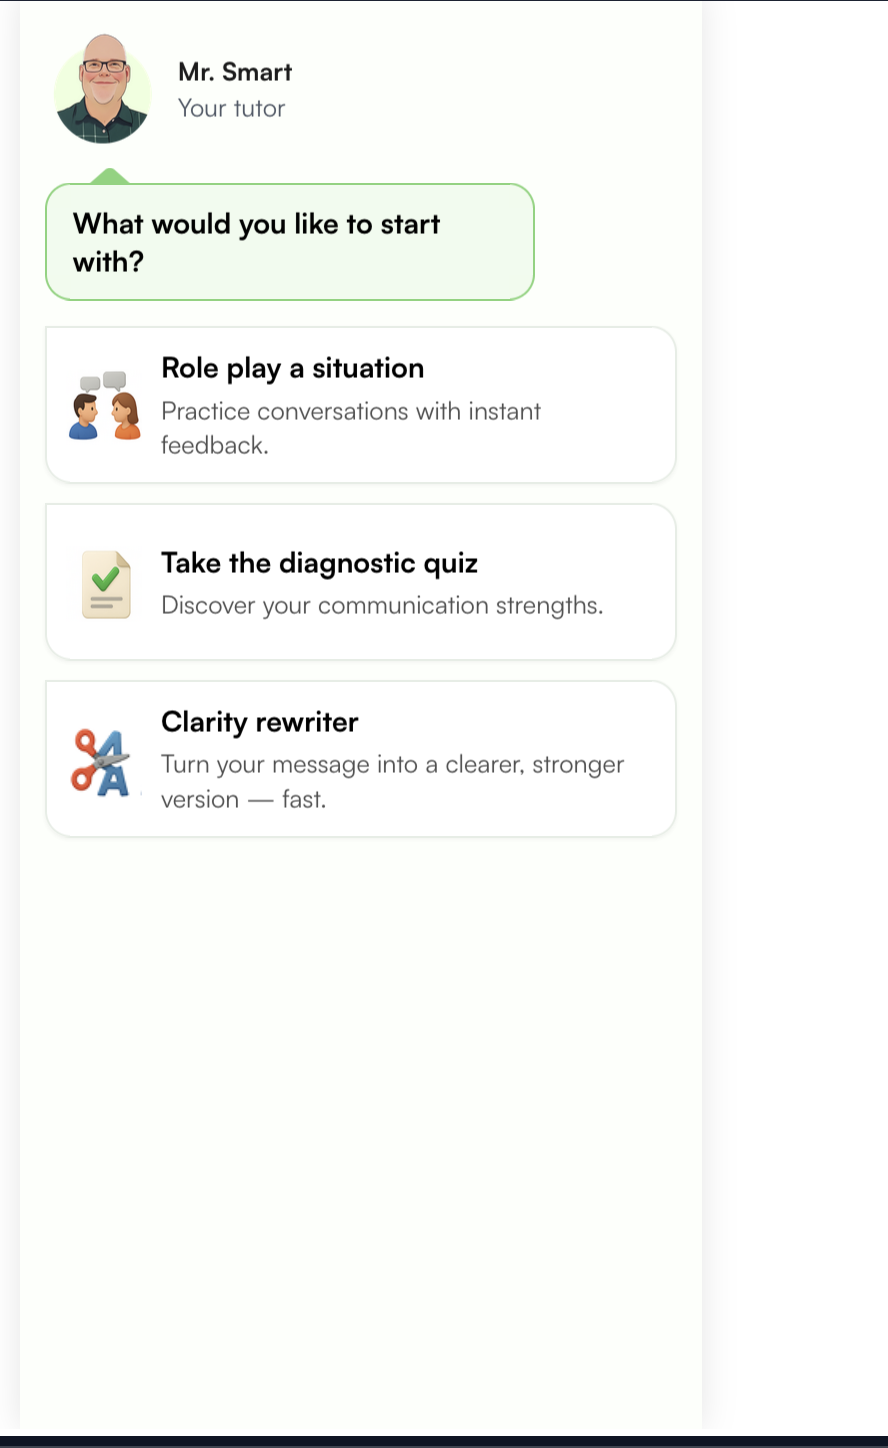 Mr. Smart
Your tutor
What would you like to start
with?
Role play a situation
Practice conversations with instant
feedback.
Take the diagnostic quiz
Discover your communication strengths.
Clarity rewriter
Turn your message into a clearer, stronger
version — fast.